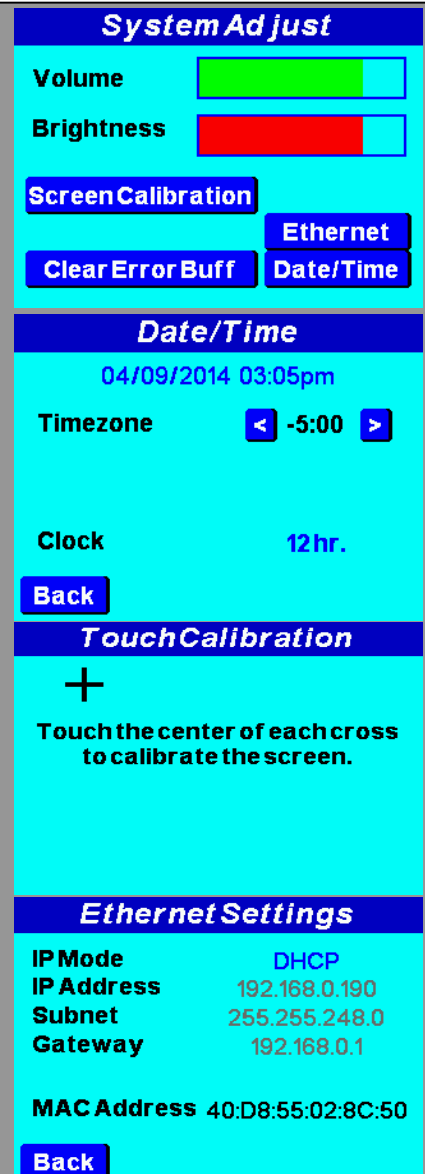 System Adjust
Volume
Brightness
Screen Calibration
Ethernet
Clear Error Buff Date/Time
Date/Time
04/09/2014 03:05pm
Timezone < -5:00 >
Clock 12hr.
Back
Touch Calibration
Touch the center of each cross
to calibrate the screen.
Ethernet Settings
IP Mode DHCP
IP Address 192.168.0.190
Subnet 255.255.248.0
Gateway 192.168.0.1
MAC Address 40:D8:55:02:8C:50
Back